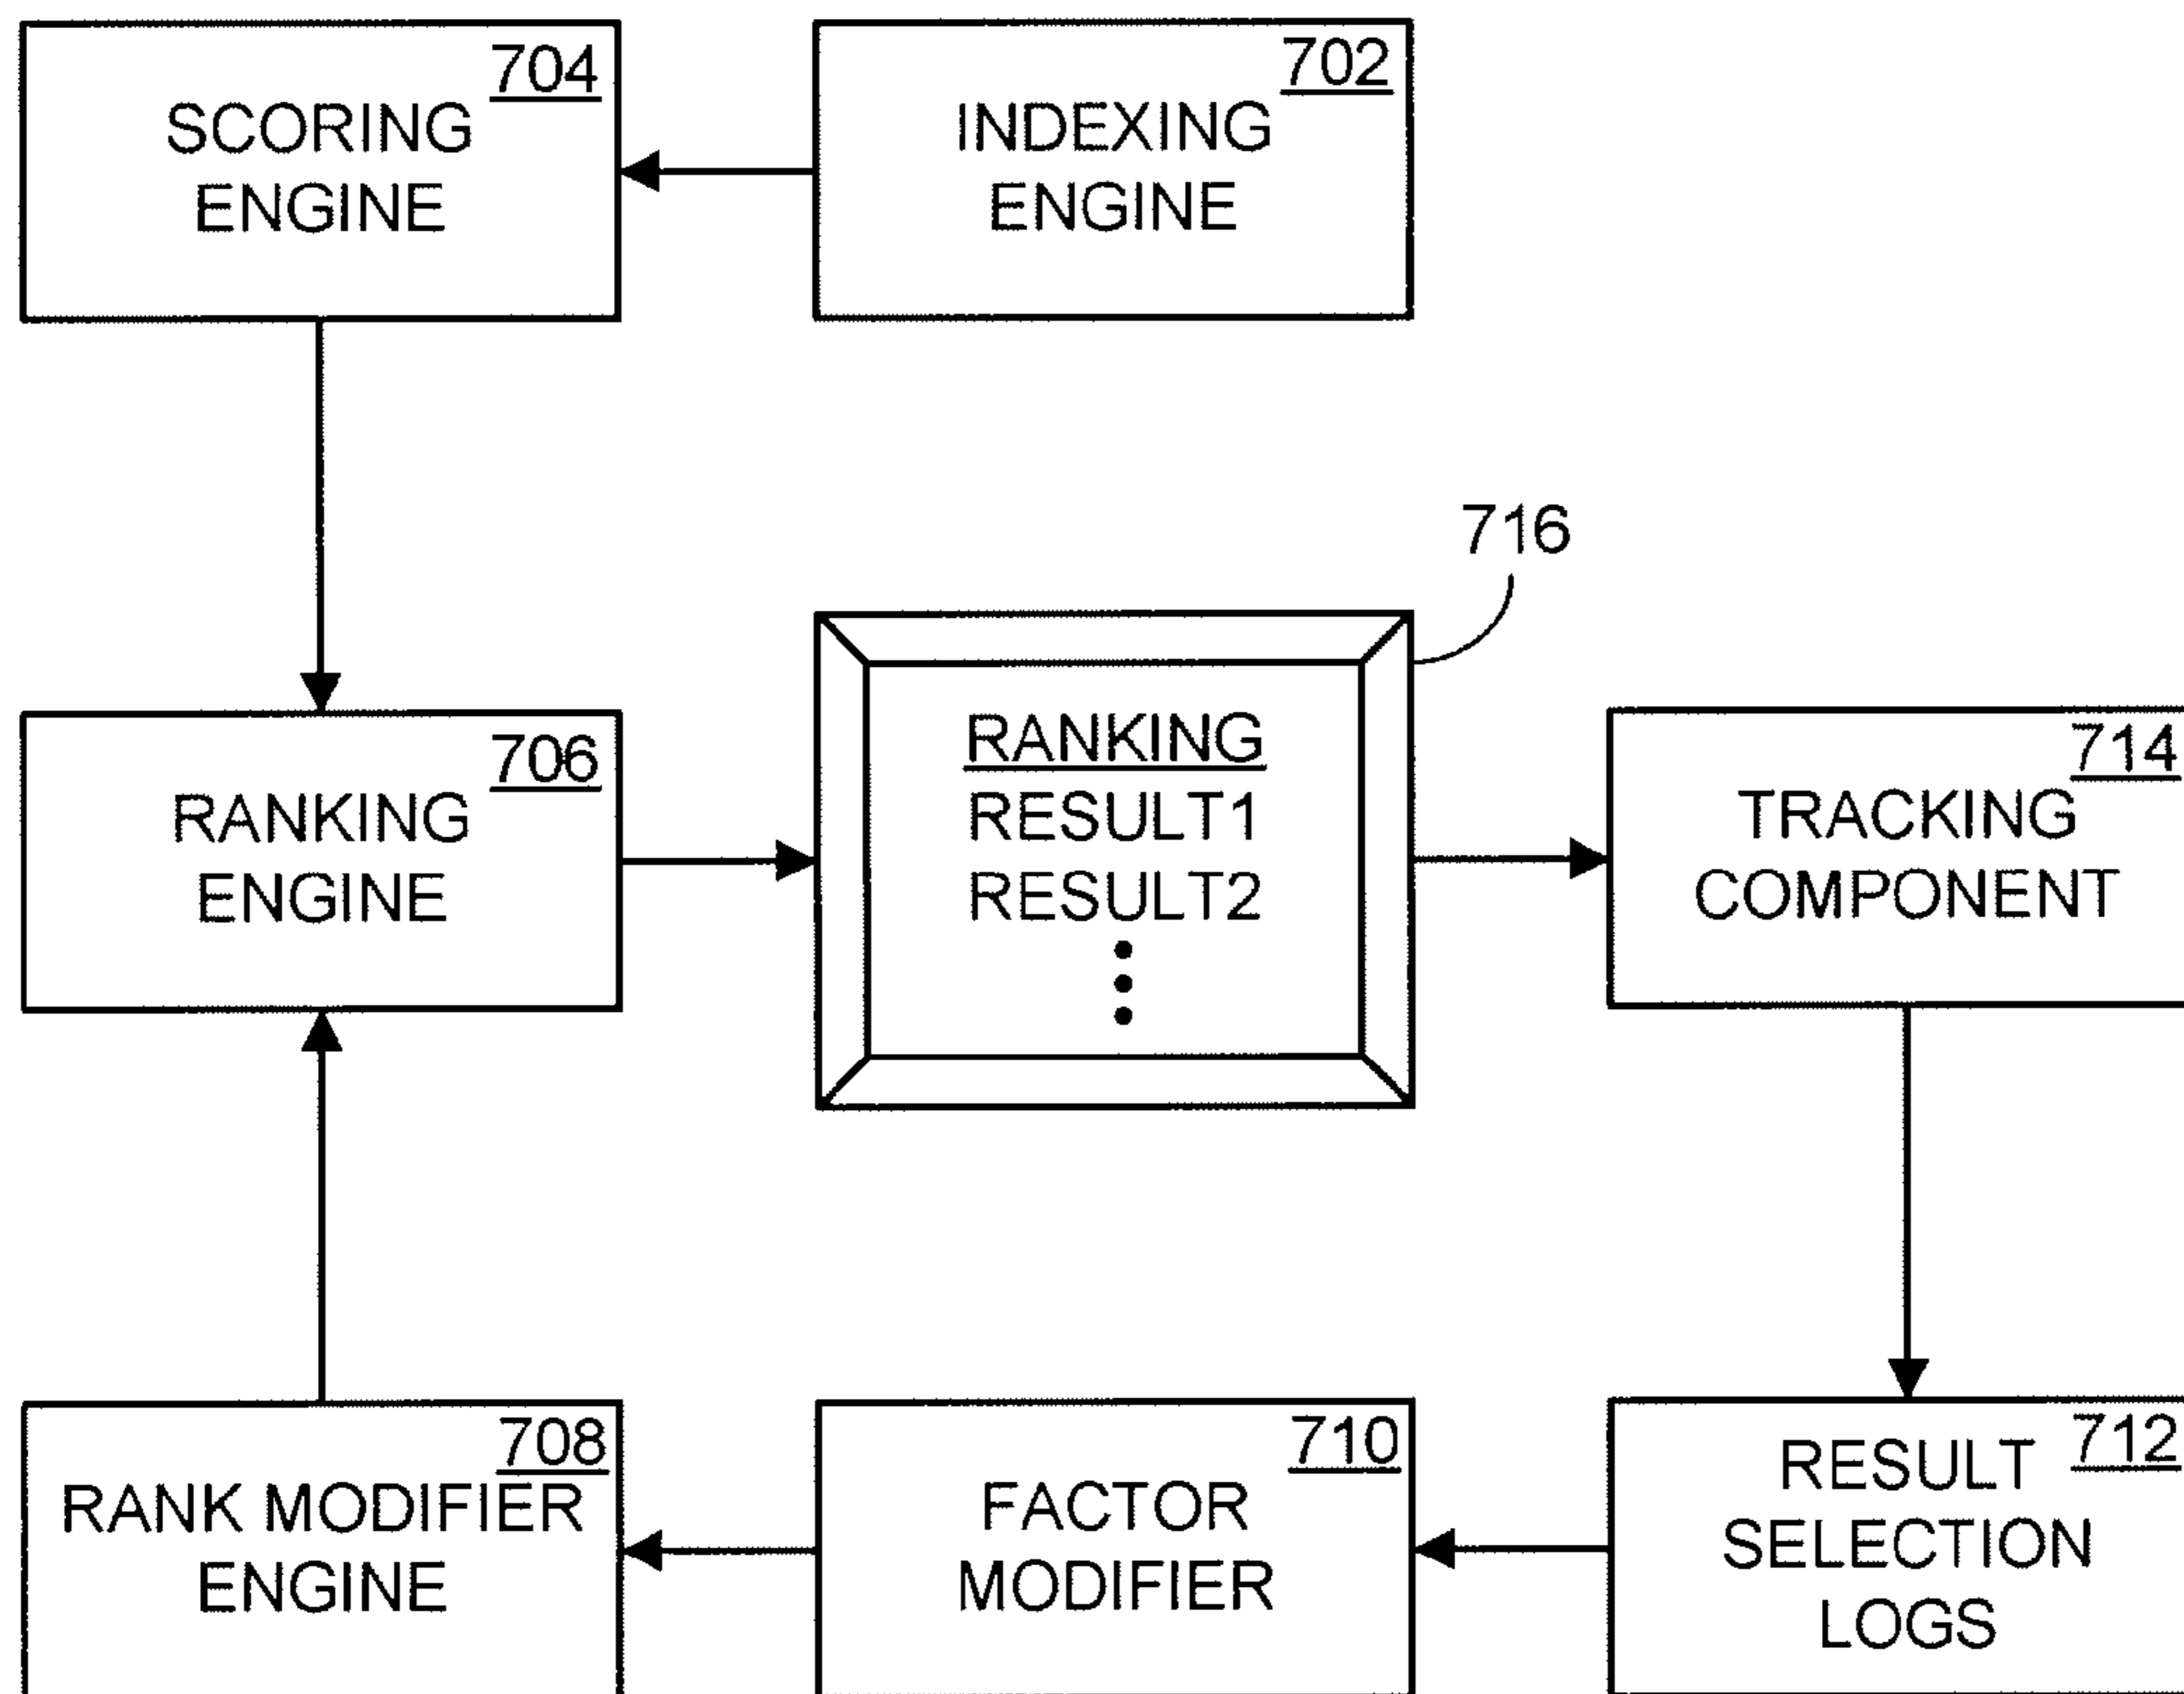 704
SCORING
ENGINE
702
INDEXING
ENGINE
716
706
RANKING
ENGINE
RANKING
RESULT1
RESULT2
714
TRACKING
COMPONENT
708
RANK MODIFIER
ENGINE
710
FACTOR
MODIFIER
712
RESULT
SELECTION
LOGS